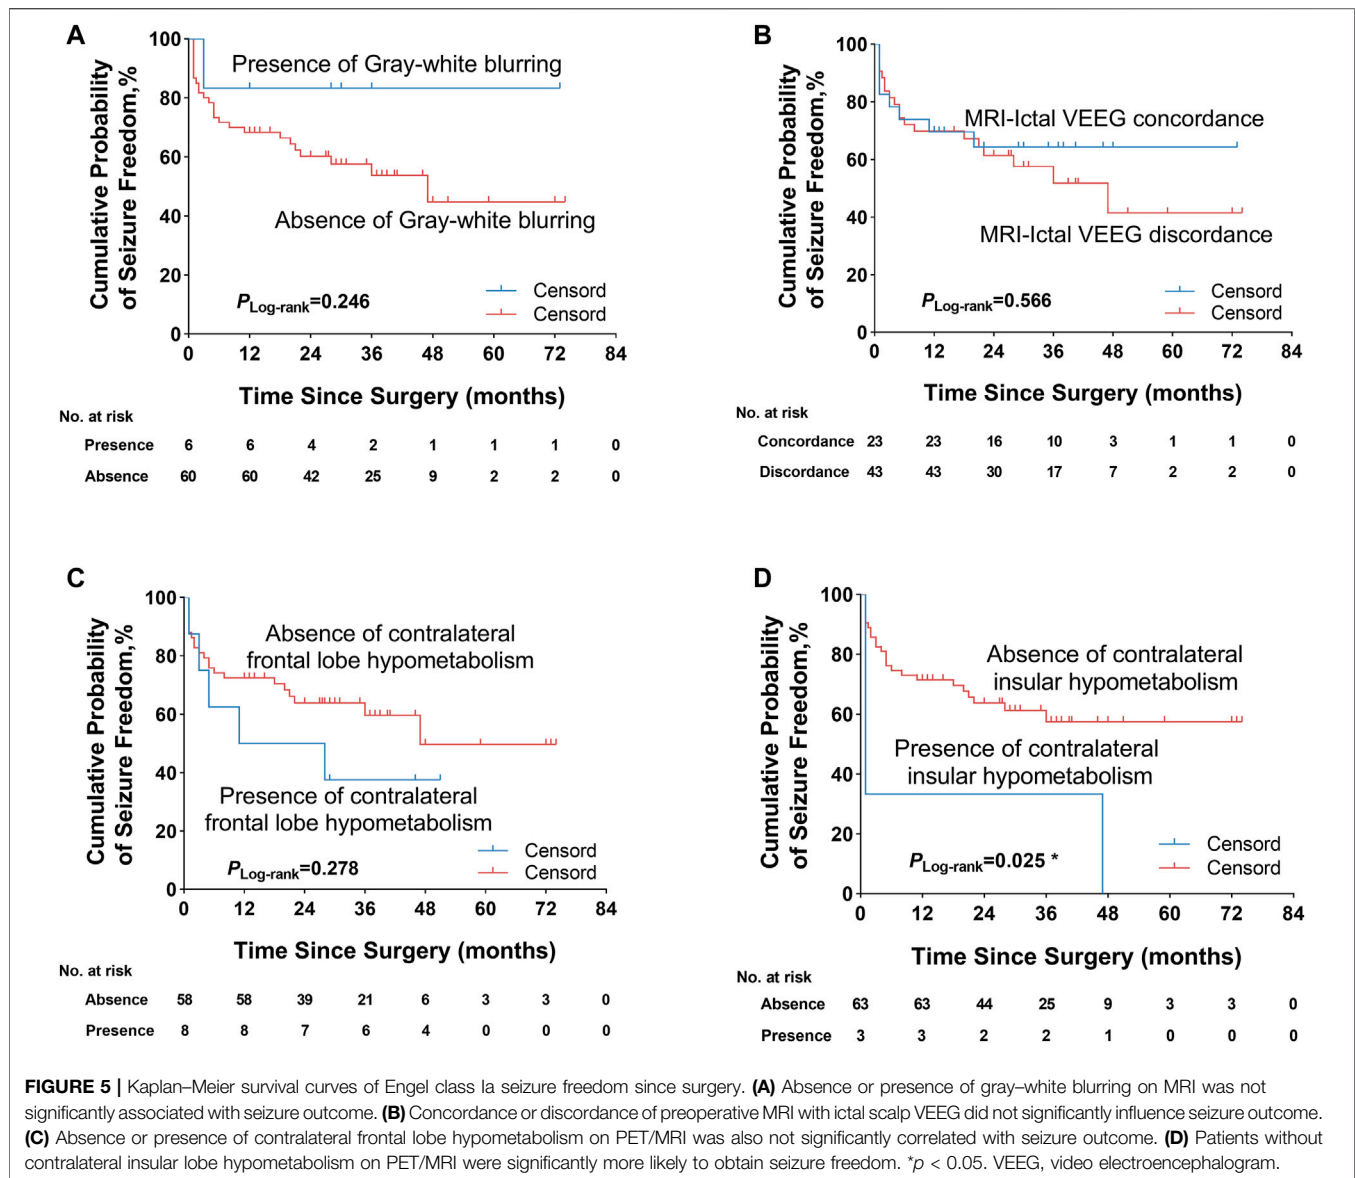 A
Cumulative Probability
of Seizure Freedom,%
100
80
60
40
20
0
Presence of Gray-white blurring
Absence of Gray-white blurring
PLog-rank=0.246
Censord
Censord
0 12 24 36 48 60 72 84
Time Since Surgery (months)
No. at risk
Presence 6 6 4 2 1 1 1 0
Absence 60 60 42 25 9 2 2 0
B
Cumulative Probability
of Seizure Freedom,%
100
80
60
40
20
0
MRI-Ictal VEEG concordance
MRI-Ictal VEEG discordance
PLog-rank=0.566
Censord
Censord
0 12 24 36 48 60 72 84
Time Since Surgery (months)
No. at risk
Concordance 23 23 16 10 3 1 1 0
Discordance 43 43 30 17 7 2 2 0
C
Cumulative Probability
of Seizure Freedom,%
100
80
60
40
20
0
Absence of contralateral
frontal lobe hypometabolism
Presence of contralateral
frontal lobe hypometabolism
PLog-rank=0.278
Censord
Censord
0 12 24 36 48 60 72 84
Time Since Surgery (months)
No. at risk
Absence 58 58 39 21 6 3 3 0
Presence 8 8 7 6 4 0 0 0
D
Cumulative Probability
of Seizure Freedom,%
100
80
60
40
20
0
Absence of contralateral
insular hypometabolism
Presence of contralateral
insular hypometabolism
PLog-rank=0.025 *
Censord
Censord
0 12 24 36 48 60 72 84
Time Since Surgery (months)
No. at risk
Absence 63 63 44 25 9 3 3 0
Presence 3 3 2 2 1 0 0 0
FIGURE 5 | Kaplan–Meier survival curves of Engel class Ia seizure freedom since surgery. (A) Absence or presence of gray–white blurring on MRI was not
significantly associated with seizure outcome. (B) Concordance or discordance of preoperative MRI with ictal scalp VEEG did not significantly influence seizure outcome.
(C) Absence or presence of contralateral frontal lobe hypometabolism on PET/MRI was also not significantly correlated with seizure outcome. (D) Patients without
contralateral insular lobe hypometabolism on PET/MRI were significantly more likely to obtain seizure freedom. *p < 0.05. VEEG, video electroencephalogram.